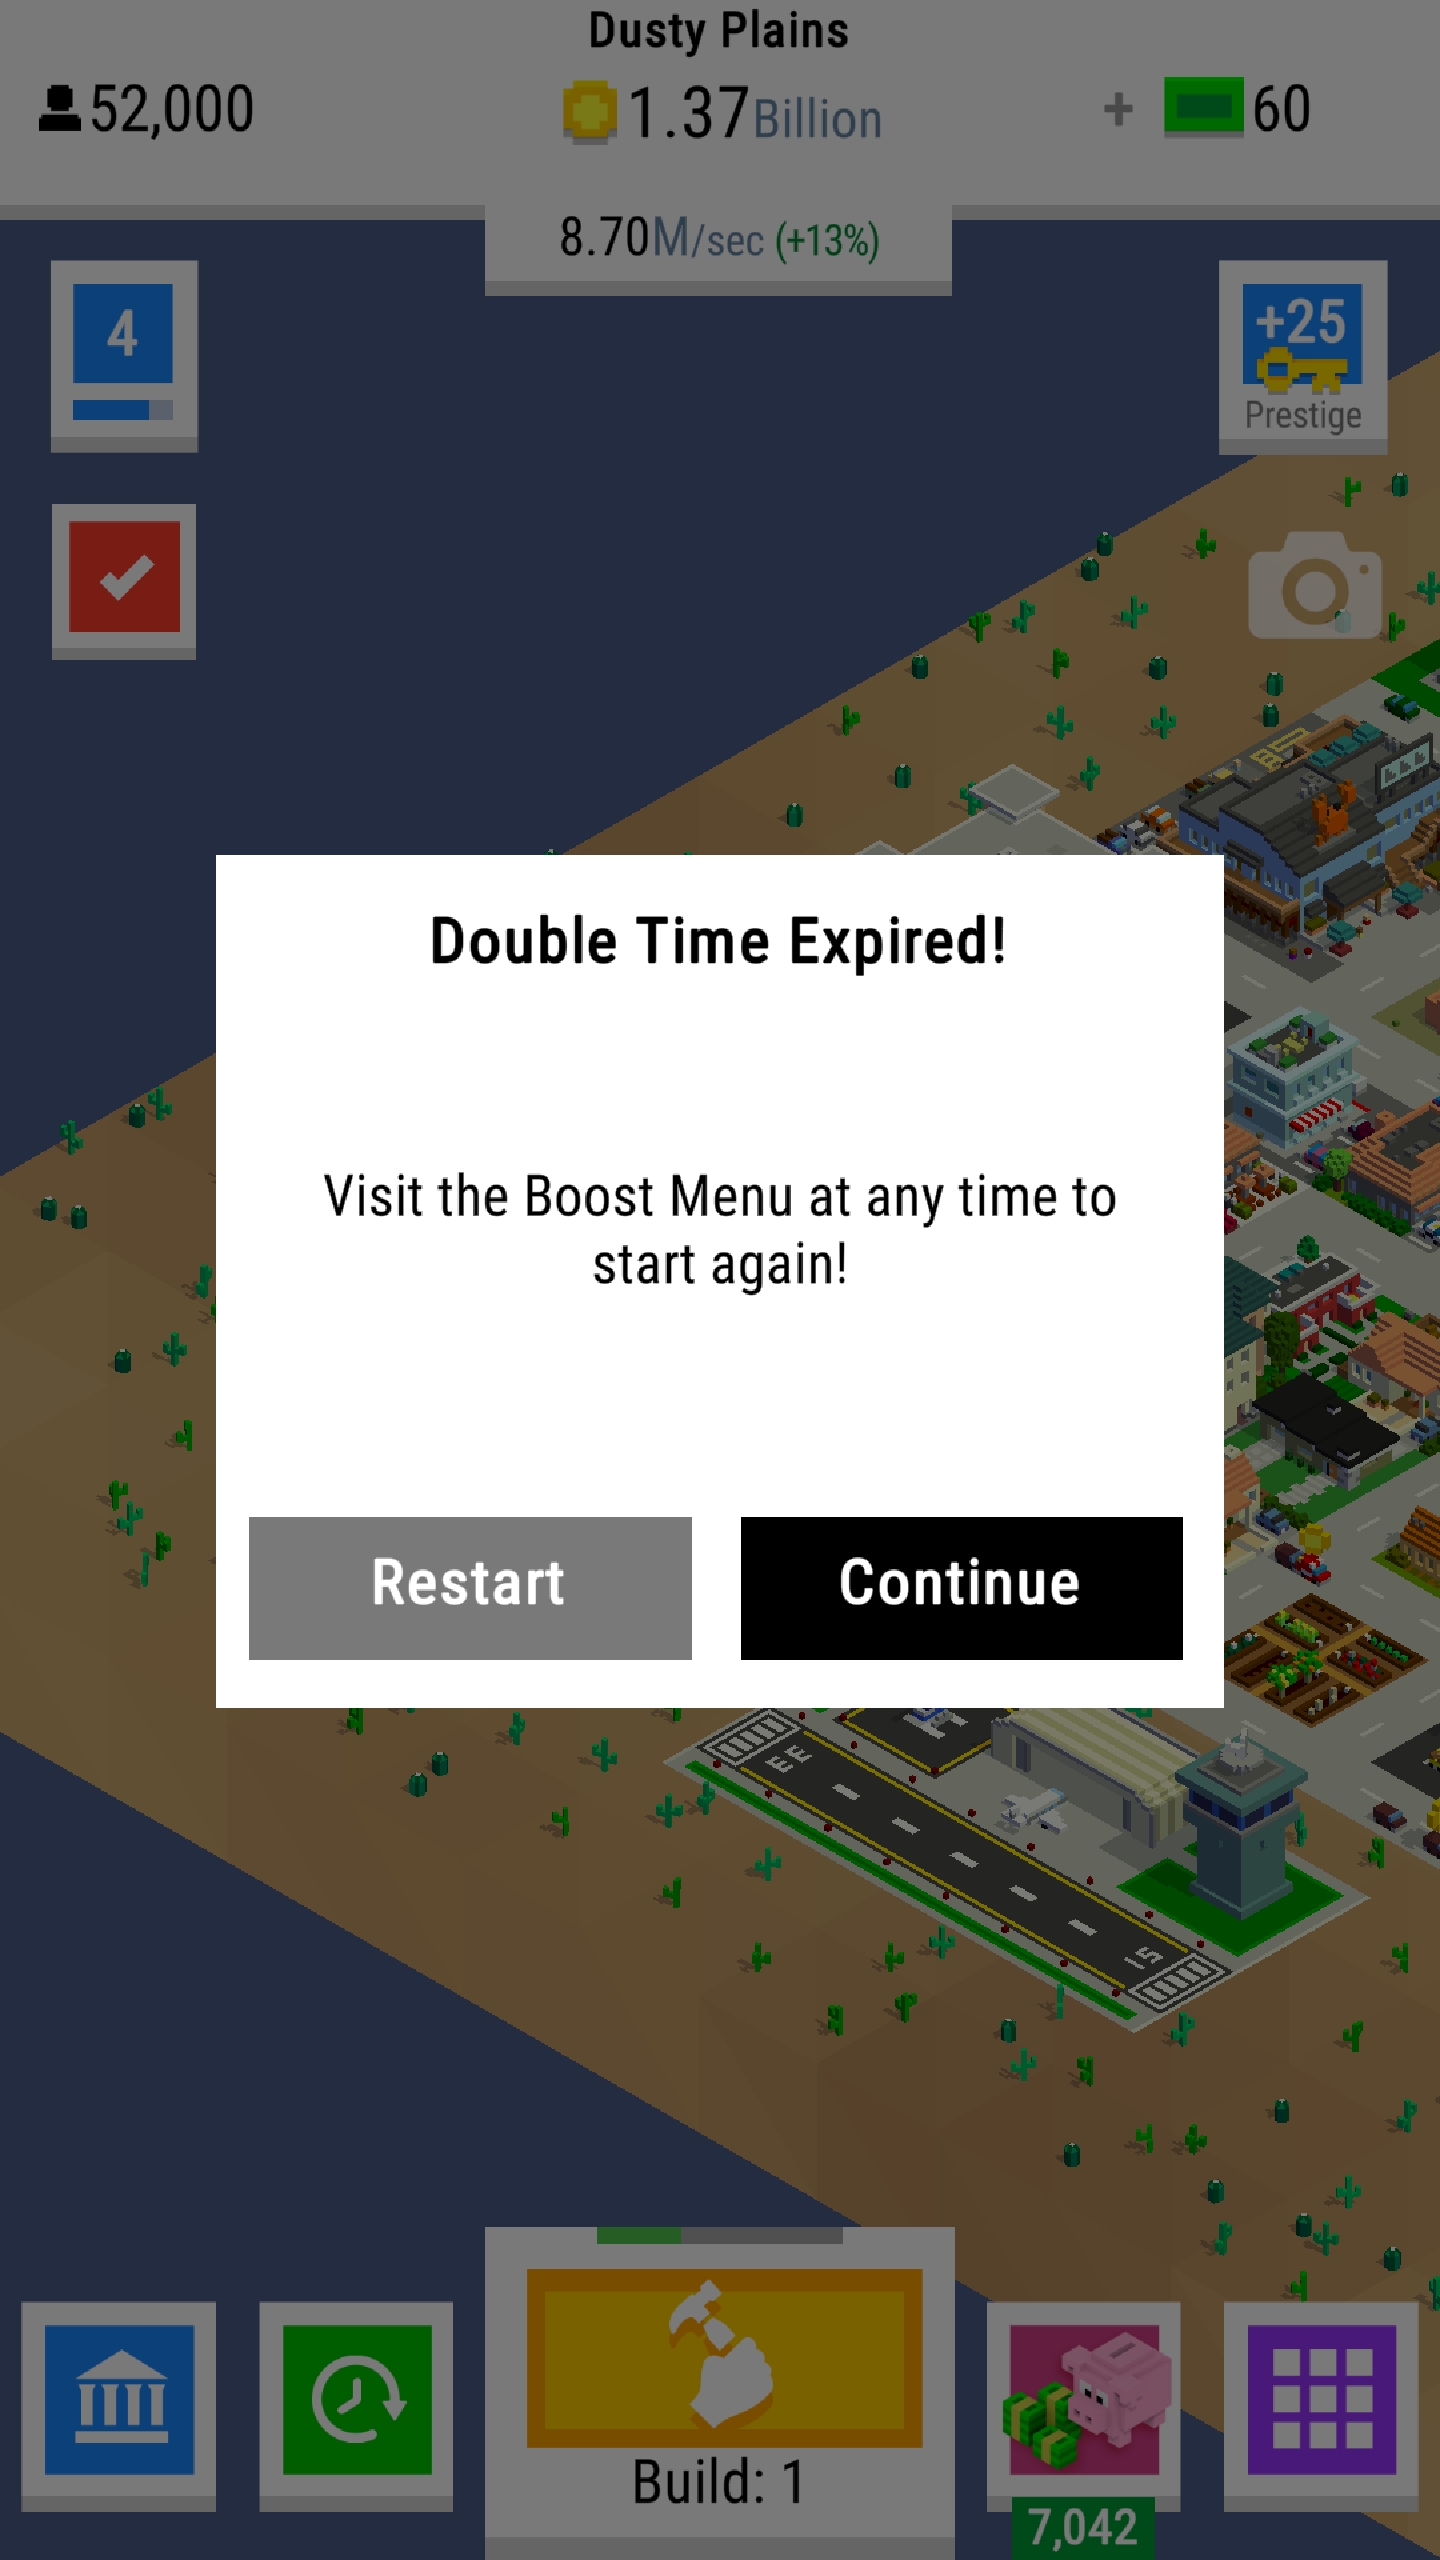 Dusty Plains
52,000
1.37Billion
+ 60
8.70M/sec (+13%)
4
+25
Prestige
Double Time Expired!
Visit the Boost Menu at any time to
start again!
Restart
Continue
Build: 1
7,042